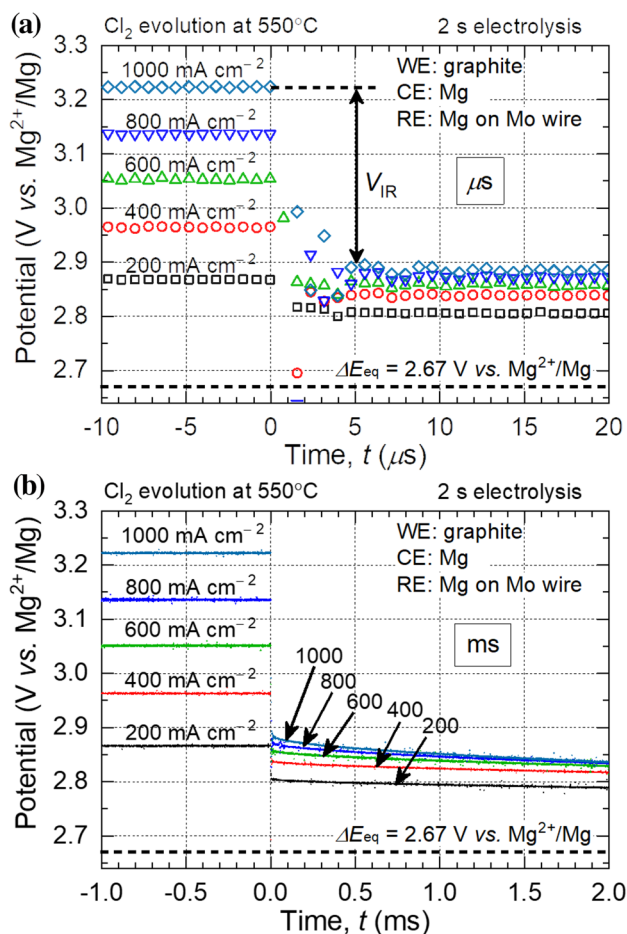 (a) Cl₂ evolution at 550°C 2 s electrolysis
3.3
3.2
3.1
3.0
2.9
2.8
2.7
Potential (V vs. Mg²⁺/Mg)
1000 mA cm⁻²
800 mA cm⁻²
600 mA cm⁻²
400 mA cm⁻²
200 mA cm⁻²
WE: graphite
CE: Mg
RE: Mg on Mo wire
V_IR
μs
ΔEeq = 2.67 V vs. Mg²⁺/Mg
-10 -5 0 5 10 15 20
Time, t (μs)
(b) Cl₂ evolution at 550°C 2 s electrolysis
3.3
3.2
3.1
3.0
2.9
2.8
2.7
Potential (V vs. Mg²⁺/Mg)
1000 mA cm⁻²
800 mA cm⁻²
600 mA cm⁻²
400 mA cm⁻²
200 mA cm⁻²
WE: graphite
CE: Mg
RE: Mg on Mo wire
ms
1000
800
600
400
200
ΔEeq = 2.67 V vs. Mg²⁺/Mg
-1.0 -0.5 0.0 0.5 1.0 1.5 2.0
Time, t (ms)